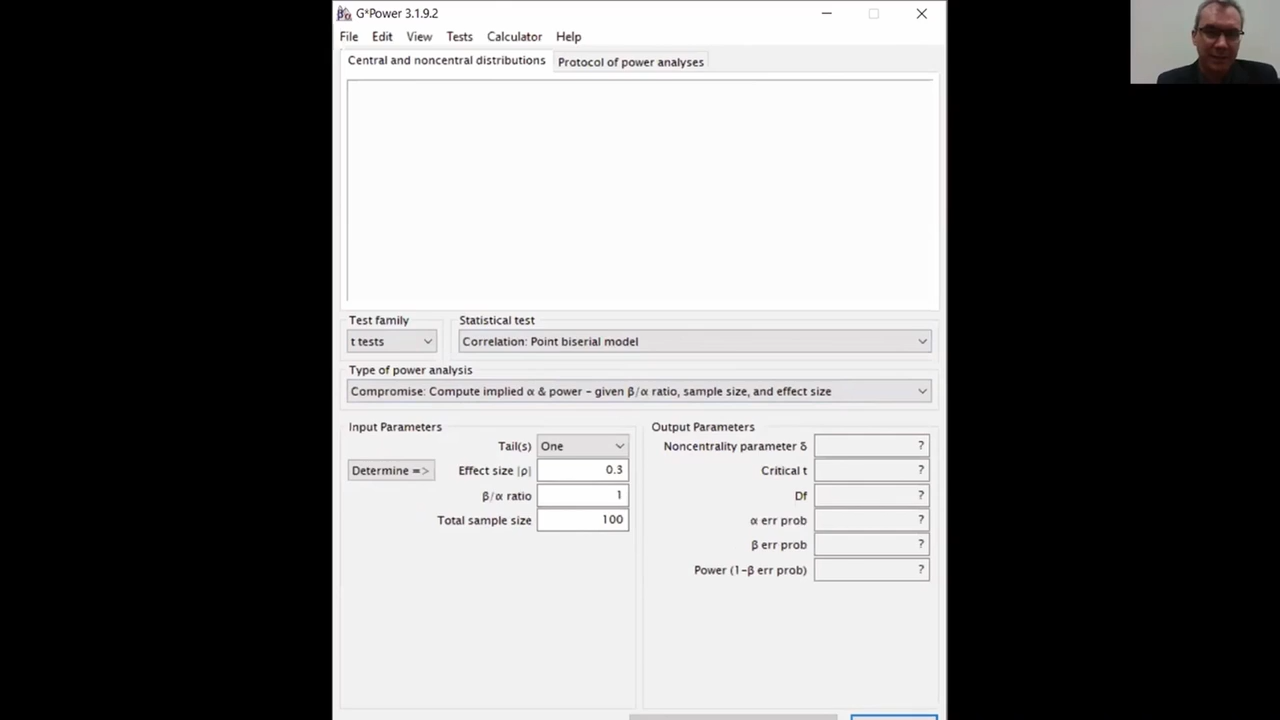 G*Power 3.1.9.2
File Edit View Tests Calculator Help
Central and noncentral distributions Protocol of power analyses
Test family Statistical test
t tests Correlation: Point biserial model
Type of power analysis
Compromise: Compute implied α & power – given β/α ratio, sample size, and effect size
Input Parameters Output Parameters
Tail(s) One Noncentrality parameter δ ?
Determine => Effect size |ρ| 0.3 Critical t ?
β/α ratio 1 Df ?
Total sample size 100 α err prob ?
β err prob ?
Power (1-β err prob) ?